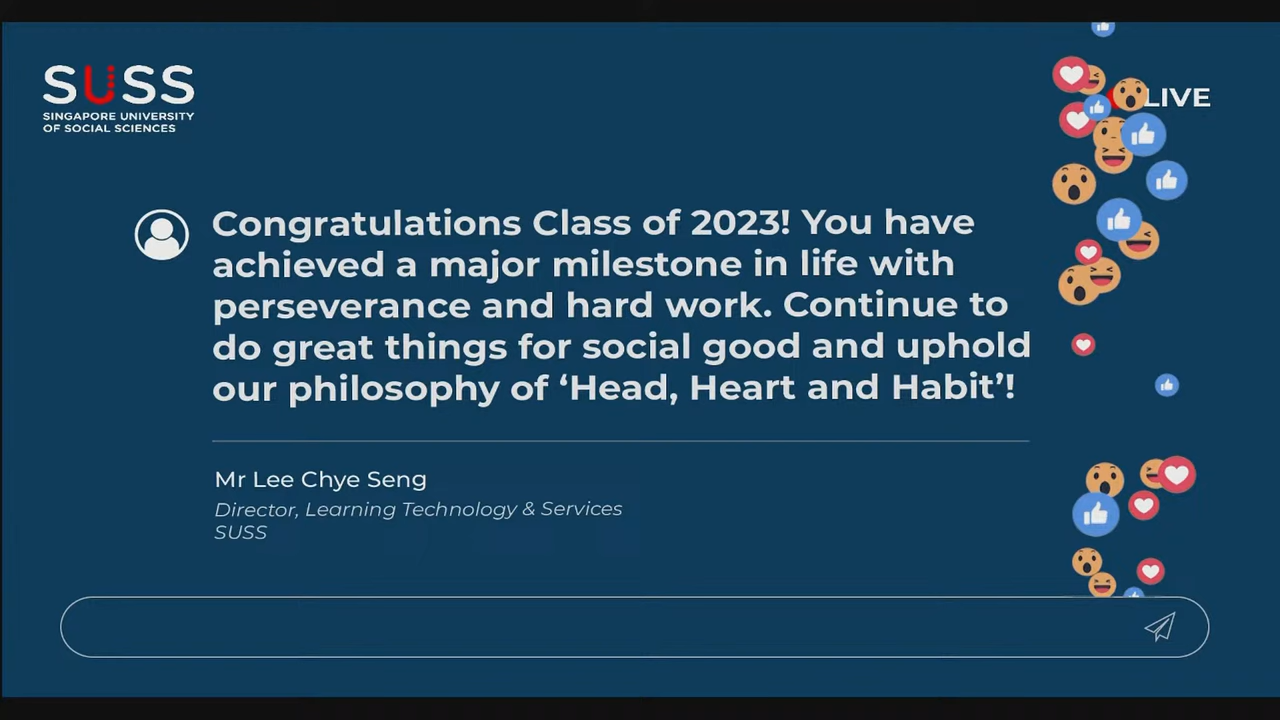 SUSS
SINGAPORE UNIVERSITY
OF SOCIAL SCIENCES
LIVE
Congratulations Class of 2023! You have
achieved a major milestone in life with
perseverance and hard work. Continue to
do great things for social good and uphold
our philosophy of ‘Head, Heart and Habit’!
Mr Lee Chye Seng
Director, Learning Technology & Services
SUSS